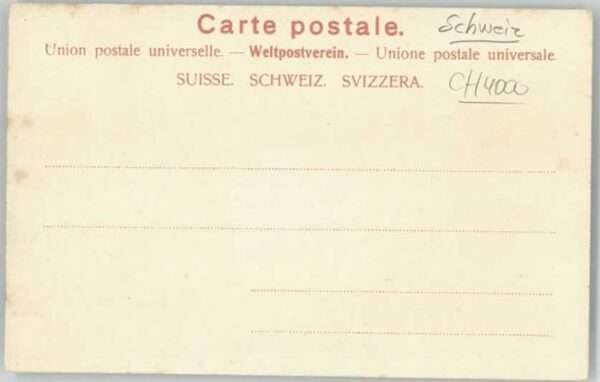 Carte postale.
Schweiz
Union postale universelle. — Weltpostverein. — Unione postale universale.
SUISSE. SCHWEIZ. SVIZZERA.
CH4000